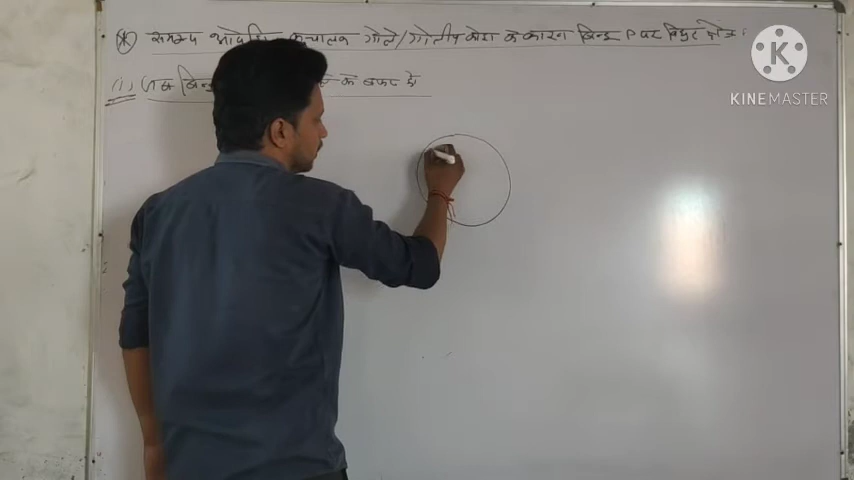 समरूप आवेशित कुचालक गोले/गोलीय कोश के कारण बिन्दु P पर विद्युत क्षेत्र
(i) जब बिन्दु के बाहर है
KINEMASTER